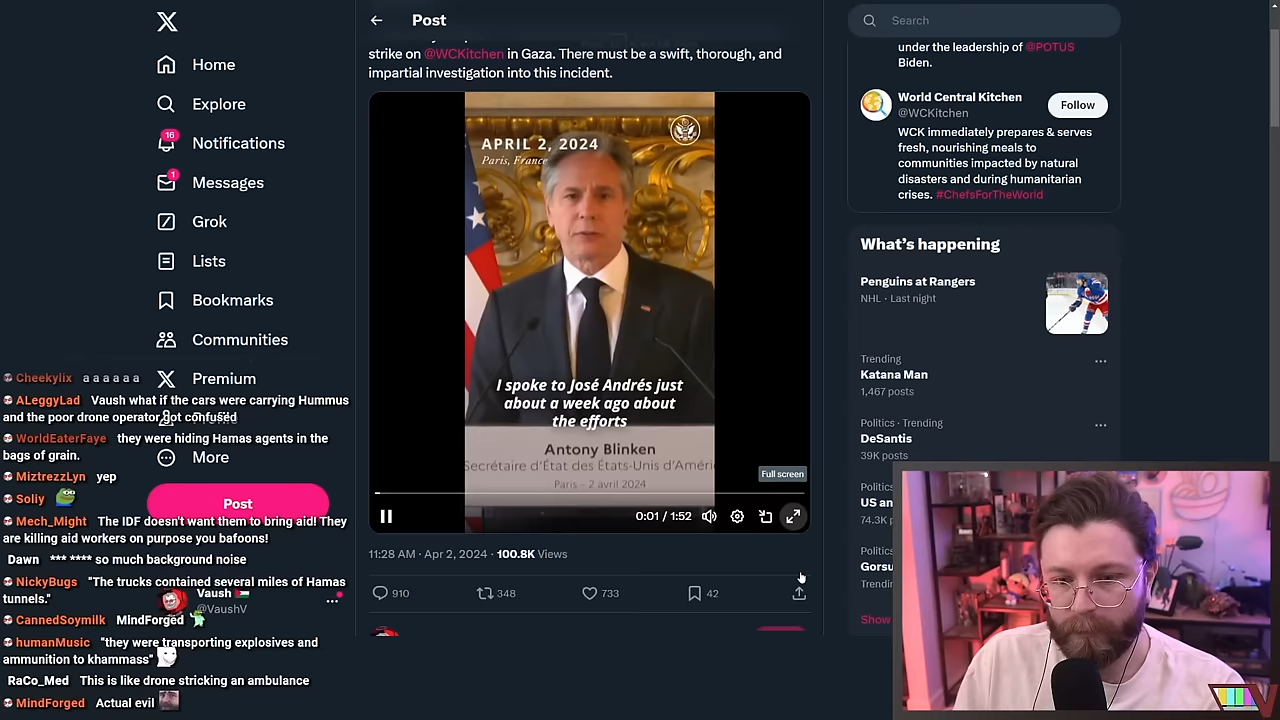 Home
Explore
16
Notifications
1
Messages
Grok
Lists
Bookmarks
Communities
Premium
More
Post
Vaush
@VaushV
Cheekylix a a a a a a
ALeggyLad Vaush what if the cars were carrying Hummus
and the poor drone operator got confused
WorldEaterFaye they were hiding Hamas agents in the
bags of grain.
MiztrezzLyn yep
Soliy
Mech_Might The IDF doesn't want them to bring aid! They
are killing aid workers on purpose you bafoons!
Dawn *** **** so much background noise
NickyBugs "The trucks contained several miles of Hamas
tunnels."
CannedSoymilk MindForged
humanMusic "they were transporting explosives and
ammunition to khammass"
RaCo_Med This is like drone stricking an ambulance
MindForged Actual evil
Post
strike on @WCKitchen in Gaza. There must be a swift, thorough, and
impartial investigation into this incident.
APRIL 2, 2024
Paris, France
I spoke to José Andrés just
about a week ago about
the efforts
Antony Blinken
Secrétaire d'État des États-Unis d'Améri
Paris – 2 avril 2024
Full screen
0:01 / 1:52
11:28 AM · Apr 2, 2024 · 100.8K Views
910
348
733
42
Search
under the leadership of @POTUS
Biden.
World Central Kitchen
@WCKitchen
Follow
WCK immediately prepares & serves
fresh, nourishing meals to
communities impacted by natural
disasters and during humanitarian
crises. #ChefsForTheWorld
What's happening
Penguins at Rangers
NHL · Last night
Trending
Katana Man
1,467 posts
Politics · Trending
DeSantis
39K posts
Politics
US an
74.3K p
Politics
Gorsu
Trendin
Show